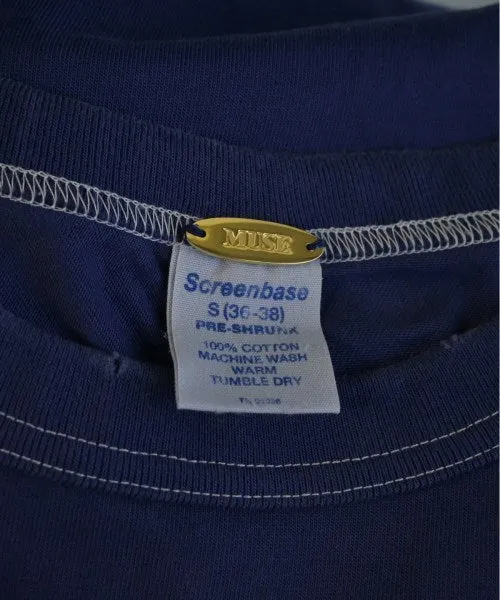 MUSE
Screenbase
S (36-38)
PRE-SHRUNK
100% COTTON
MACHINE WASH
WARM
TUMBLE DRY